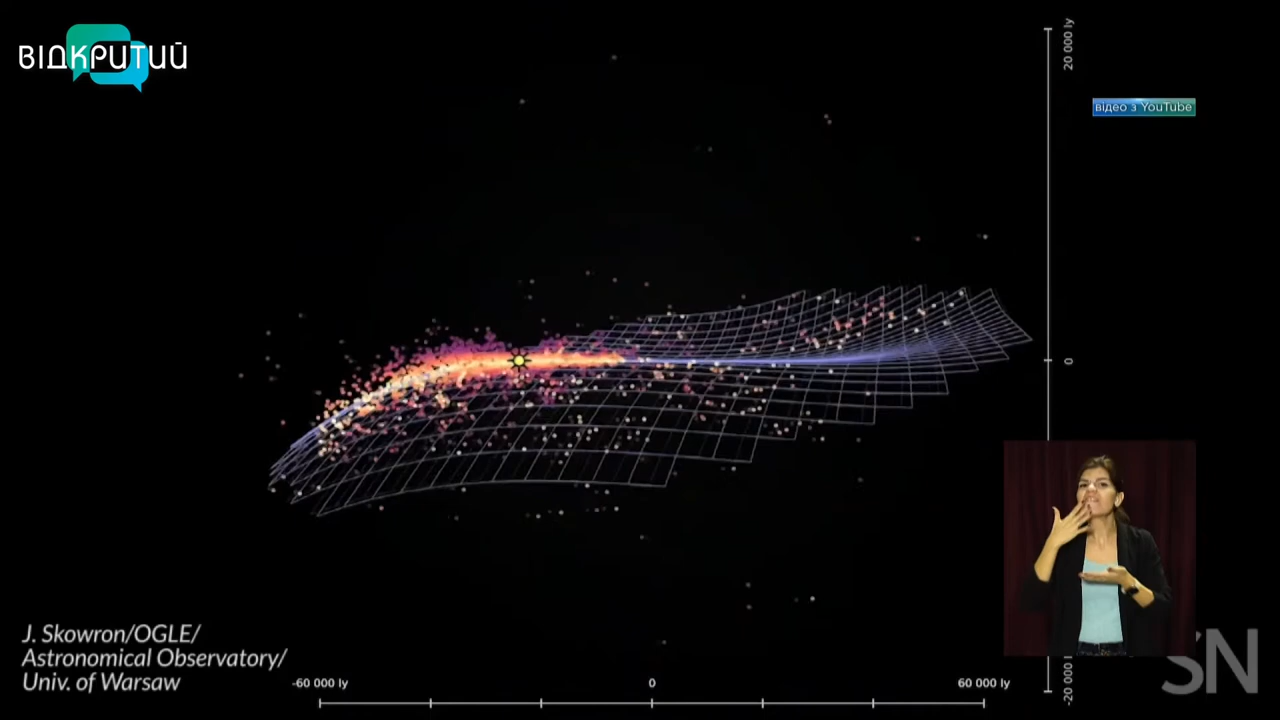 ВІДКРИТИЙ
20 000 ly
відео з YouTube
0
J. Skowron/OGLE/
Astronomical Observatory/
Univ. of Warsaw
-60 000 ly
0
60 000 ly
-20 000
SN